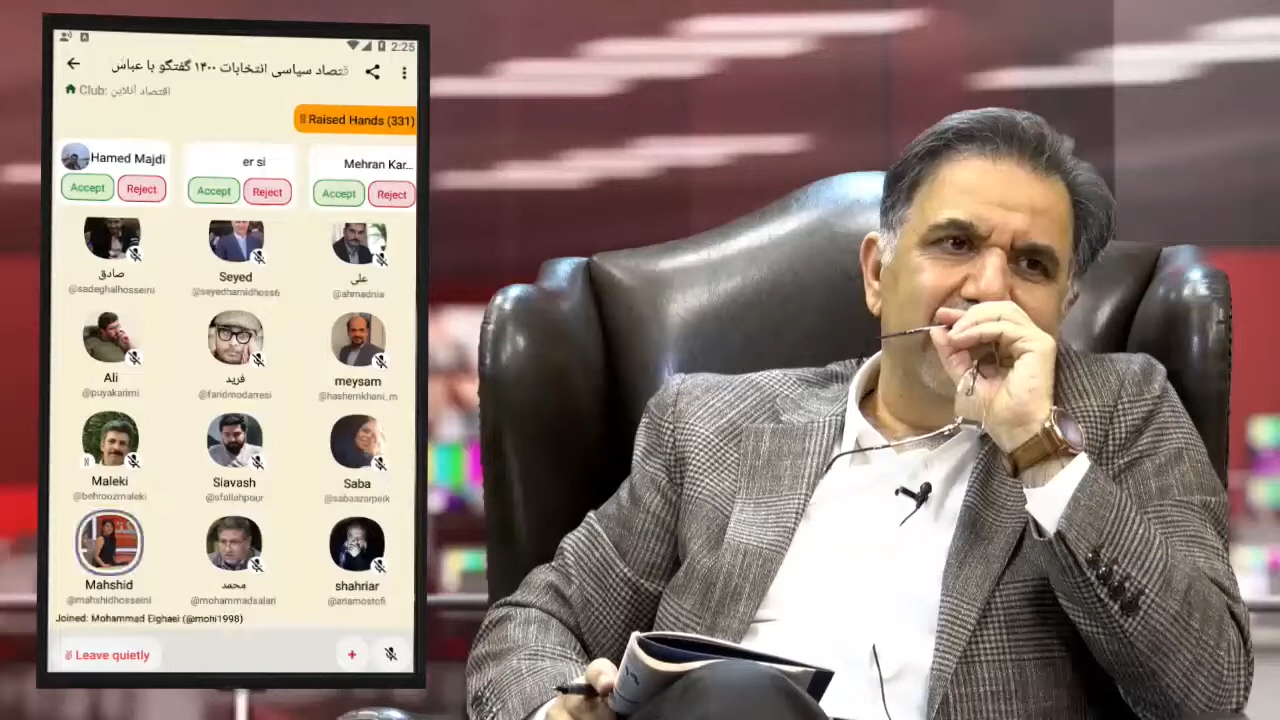 2:25
قتصاد سیاسی انتخابات ۱۴۰۰ گفتگو با عباس
Club: اقتصاد آنلاین
Raised Hands (331)
Hamed Majdi
er si
Mehran Kar...
Accept Reject
Accept Reject
Accept Reject
صادق
Seyed
علی
@sadeghalhosseini
@seyedhamidhoss6
@ahmadnia
Ali
فرید
meysam
@puyakarimi
@faridmodarresi
@hashemkhani_m
Maleki
Siavash
Saba
@behroozmaleki
@sfallahpour
@sabaazarpeik
Mahshid
محمد
shahriar
@mahshidhosseini
@mohammadsalari
@ariamostofi
Joined: Mohammad Eighaei (@mohi1998)
Leave quietly